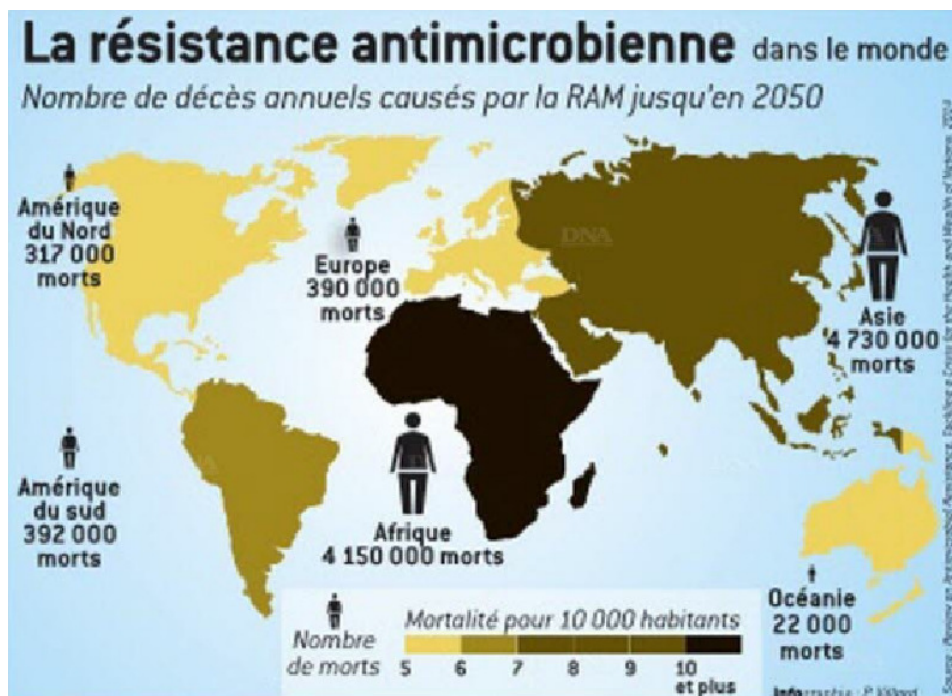 La résistance antimicrobienne dans le monde
Nombre de décès annuels causés par la RAM jusqu'en 2050
Amérique
du Nord
317 000
morts
Europe
390 000
morts
DNA
Asie
4 730 000
morts
Amérique
du sud
392 000
morts
Afrique
4 150 000 morts
Océanie
22 000
morts
Nombre
de morts
Mortalité pour 10 000 habitants
5 6 7 8 9 10
et plus